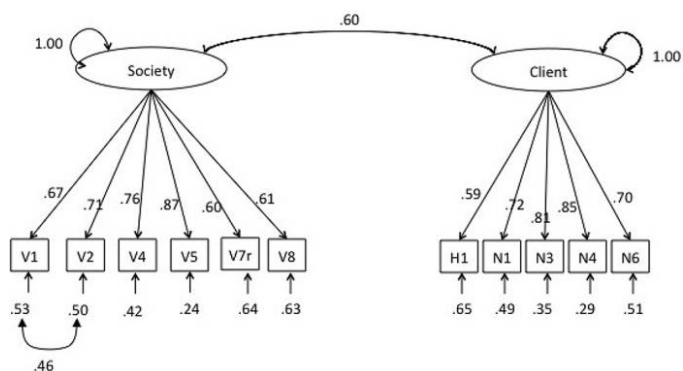 .60
1.00
1.00
Society
Client
.67
.71
.76
.87
.60
.61
.59
.72
.81
.85
.70
V1
V2
V4
V5
V7r
V8
H1
N1
N3
N4
N6
.53
.50
.42
.24
.64
.63
.65
.49
.35
.29
.51
.46